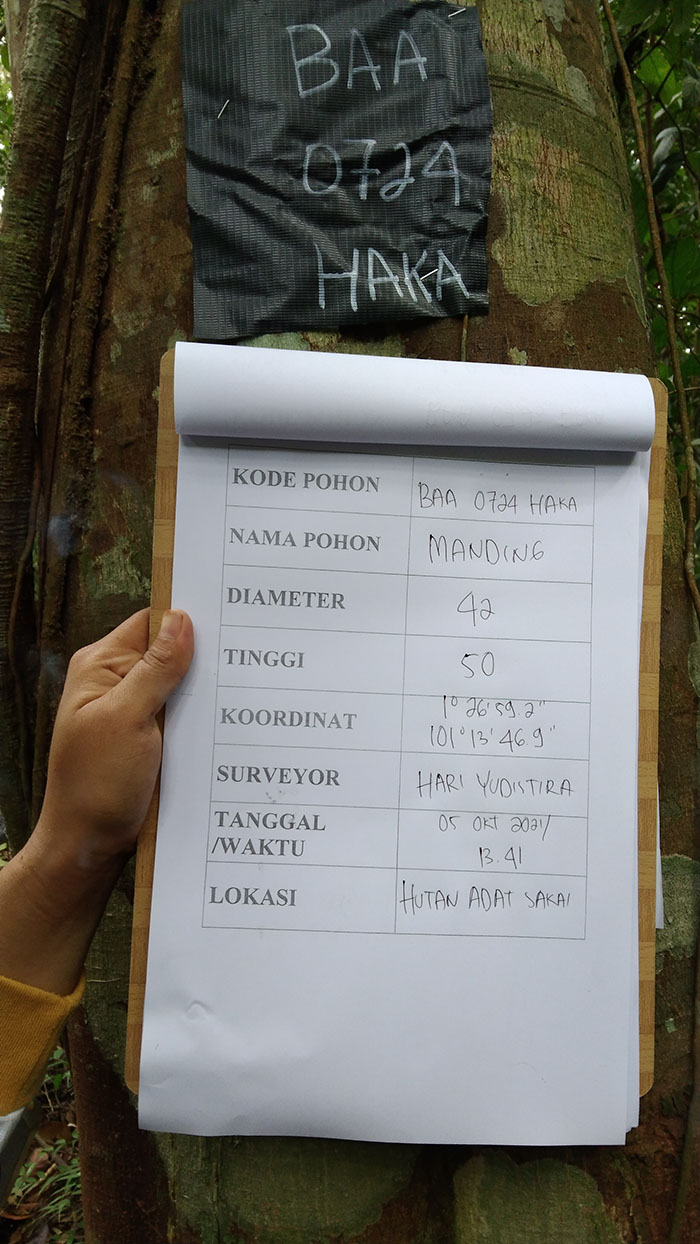 BAA
0724
HAKA
KODE POHON BAA 0724 HAKA
NAMA POHON MANDING
DIAMETER 42
TINGGI 50
KOORDINAT 1° 26' 59.2"
101° 13' 46.9"
SURVEYOR HARI YUDISTIRA
TANGGAL 05 OKT 2021/
/WAKTU 13.41
LOKASI HUTAN ADAT SAKAI